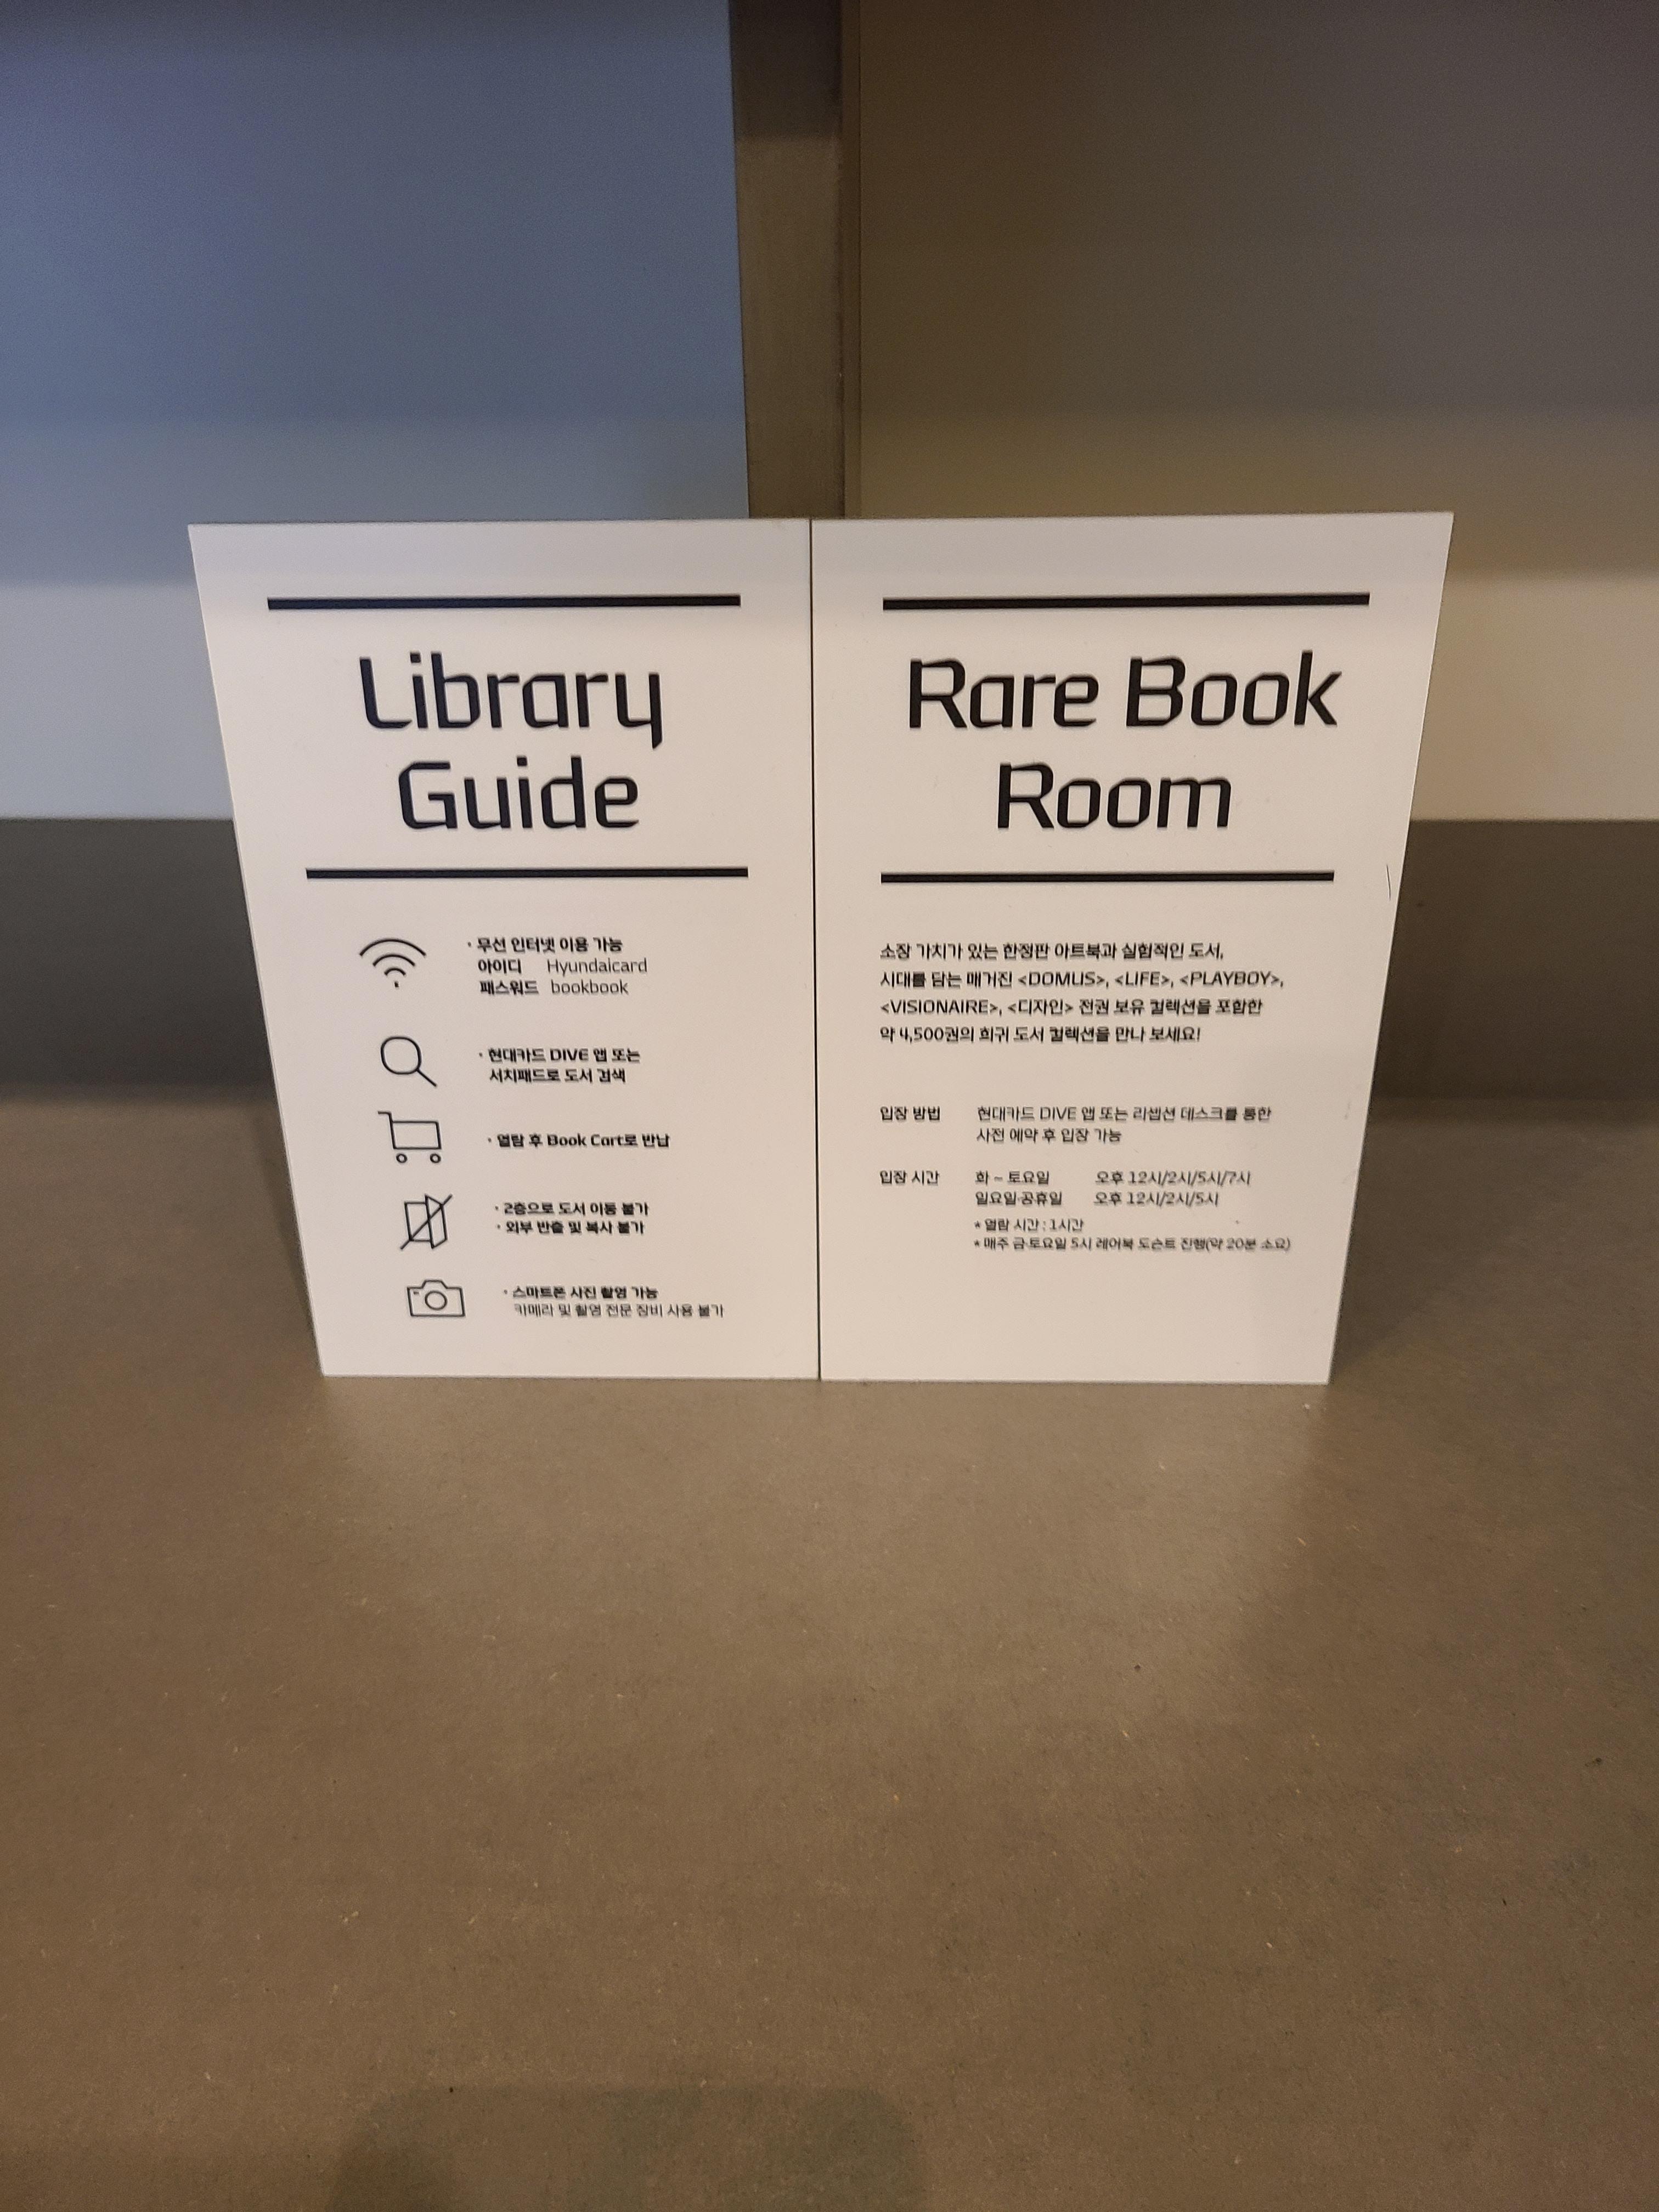 Library
Guide
· 무선 인터넷 이용 가능
아이디 Hyundaicard
패스워드 bookbook
· 현대카드 DIVE 앱 또는
서치패드로 도서 검색
· 열람 후 Book Cart로 반납
· 2층으로 도서 이동 불가
· 외부 반출 및 복사 불가
· 스마트폰 사진 촬영 가능
카메라 및 촬영 전문 장비 사용 불가
Rare Book
Room
소장 가치가 있는 한정판 아트북과 실험적인 도서,
시대를 담는 매거진 <DOMUS>, <LIFE>, <PLAYBOY>,
<VISIONAIRE>, <디자인> 전권 보유 컬렉션을 포함한
약 4,500권의 희귀 도서 컬렉션을 만나 보세요!
입장 방법 현대카드 DIVE 앱 또는 리셉션 데스크를 통한
사전 예약 후 입장 가능
입장 시간 화 ~ 토요일 오후 12시/2시/5시/7시
일요일·공휴일 오후 12시/2시/5시
* 열람 시간 : 1시간
* 매주 금·토요일 5시 레어북 도슨트 진행(약 20분 소요)